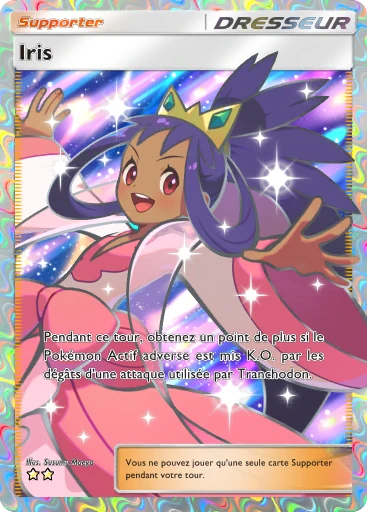 Supporter
DRESSEUR
Iris
Pendant ce tour, obtenez un point de plus si le
Pokémon Actif adverse est mis K.O. par les
dégâts d'une attaque utilisée par Tranchodon.
Illus.
Vous ne pouvez jouer qu'une seule carte Supporter
pendant votre tour.